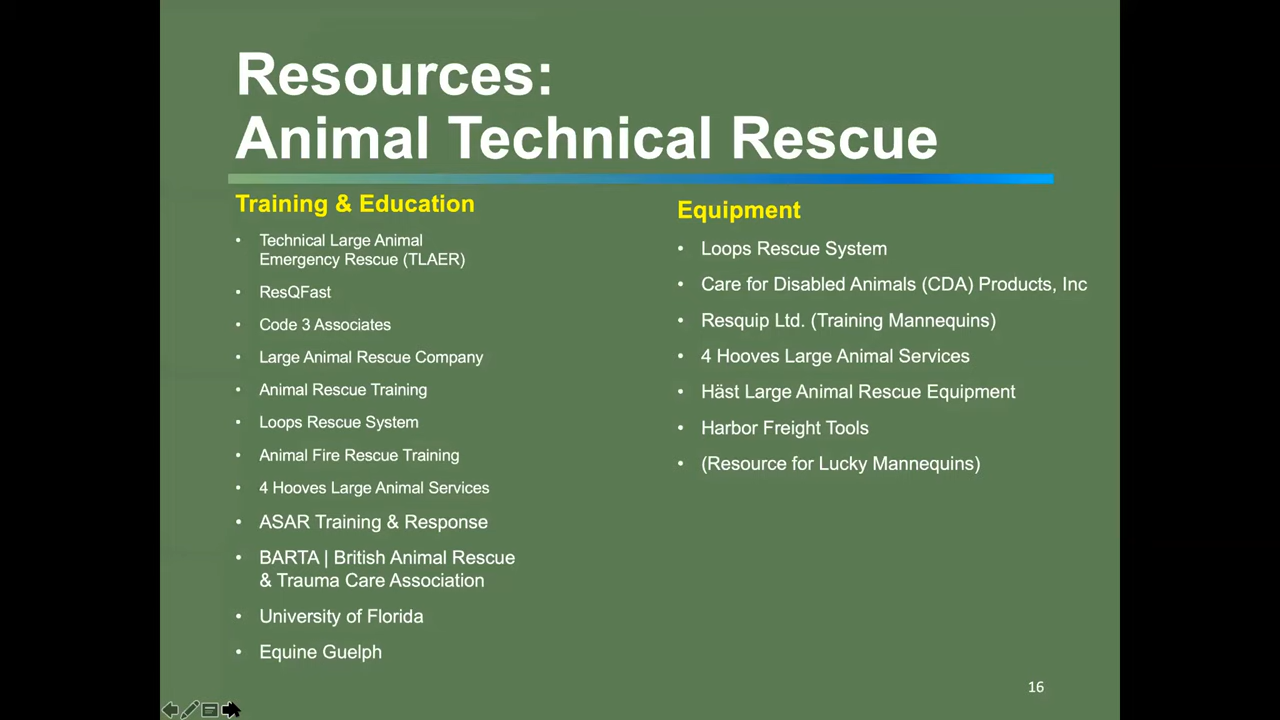 Resources:
Animal Technical Rescue
Training & Education
• Technical Large Animal
Emergency Rescue (TLAER)
• ResQFast
• Code 3 Associates
• Large Animal Rescue Company
• Animal Rescue Training
• Loops Rescue System
• Animal Fire Rescue Training
• 4 Hooves Large Animal Services
• ASAR Training & Response
• BARTA | British Animal Rescue
& Trauma Care Association
• University of Florida
• Equine Guelph
Equipment
• Loops Rescue System
• Care for Disabled Animals (CDA) Products, Inc
• Resquip Ltd. (Training Mannequins)
• 4 Hooves Large Animal Services
• Häst Large Animal Rescue Equipment
• Harbor Freight Tools
• (Resource for Lucky Mannequins)
16